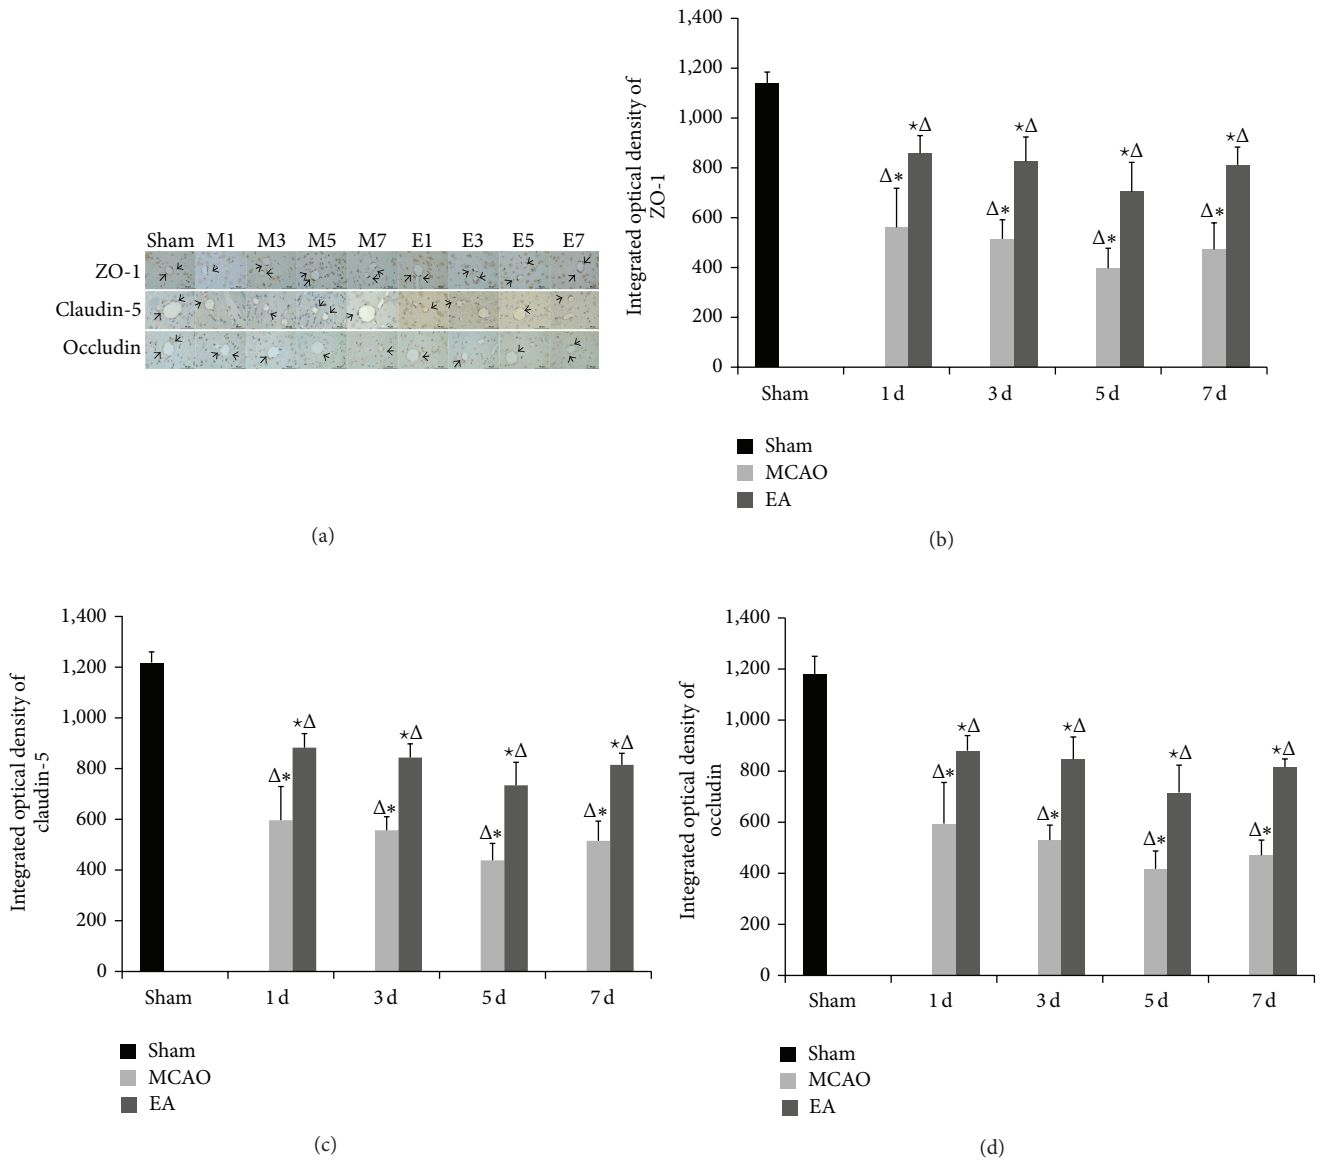 Sham M1 M3 M5 M7 E1 E3 E5 E7
ZO-1
Claudin-5
Occludin
(a)
Integrated optical density of
ZO-1
1,400
1,200
1,000
800
600
400
200
0
Δ*
⋆Δ
Δ*
⋆Δ
Δ*
⋆Δ
Δ*
⋆Δ
Sham 1 d 3 d 5 d 7 d
Sham
MCAO
EA
(b)
Integrated optical density of
claudin-5
1,400
1,200
1,000
800
600
400
200
0
Δ*
⋆Δ
Δ*
⋆Δ
Δ*
⋆Δ
Δ*
⋆Δ
Sham 1 d 3 d 5 d 7 d
Sham
MCAO
EA
(c)
Integrated optical density of
occludin
1,400
1,200
1,000
800
600
400
200
0
Δ*
⋆Δ
Δ*
⋆Δ
Δ*
⋆Δ
Δ*
⋆Δ
Sham 1 d 3 d 5 d 7 d
Sham
MCAO
EA
(d)